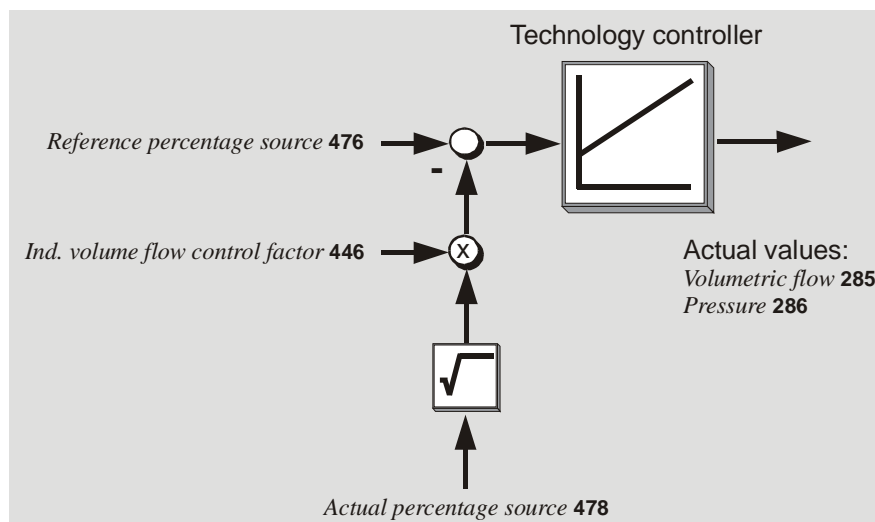 Technology controller
Reference percentage source 476
-
Ind. volume flow control factor 446
x
Actual values:
Volumetric flow 285
Pressure 286
√
Actual percentage source 478